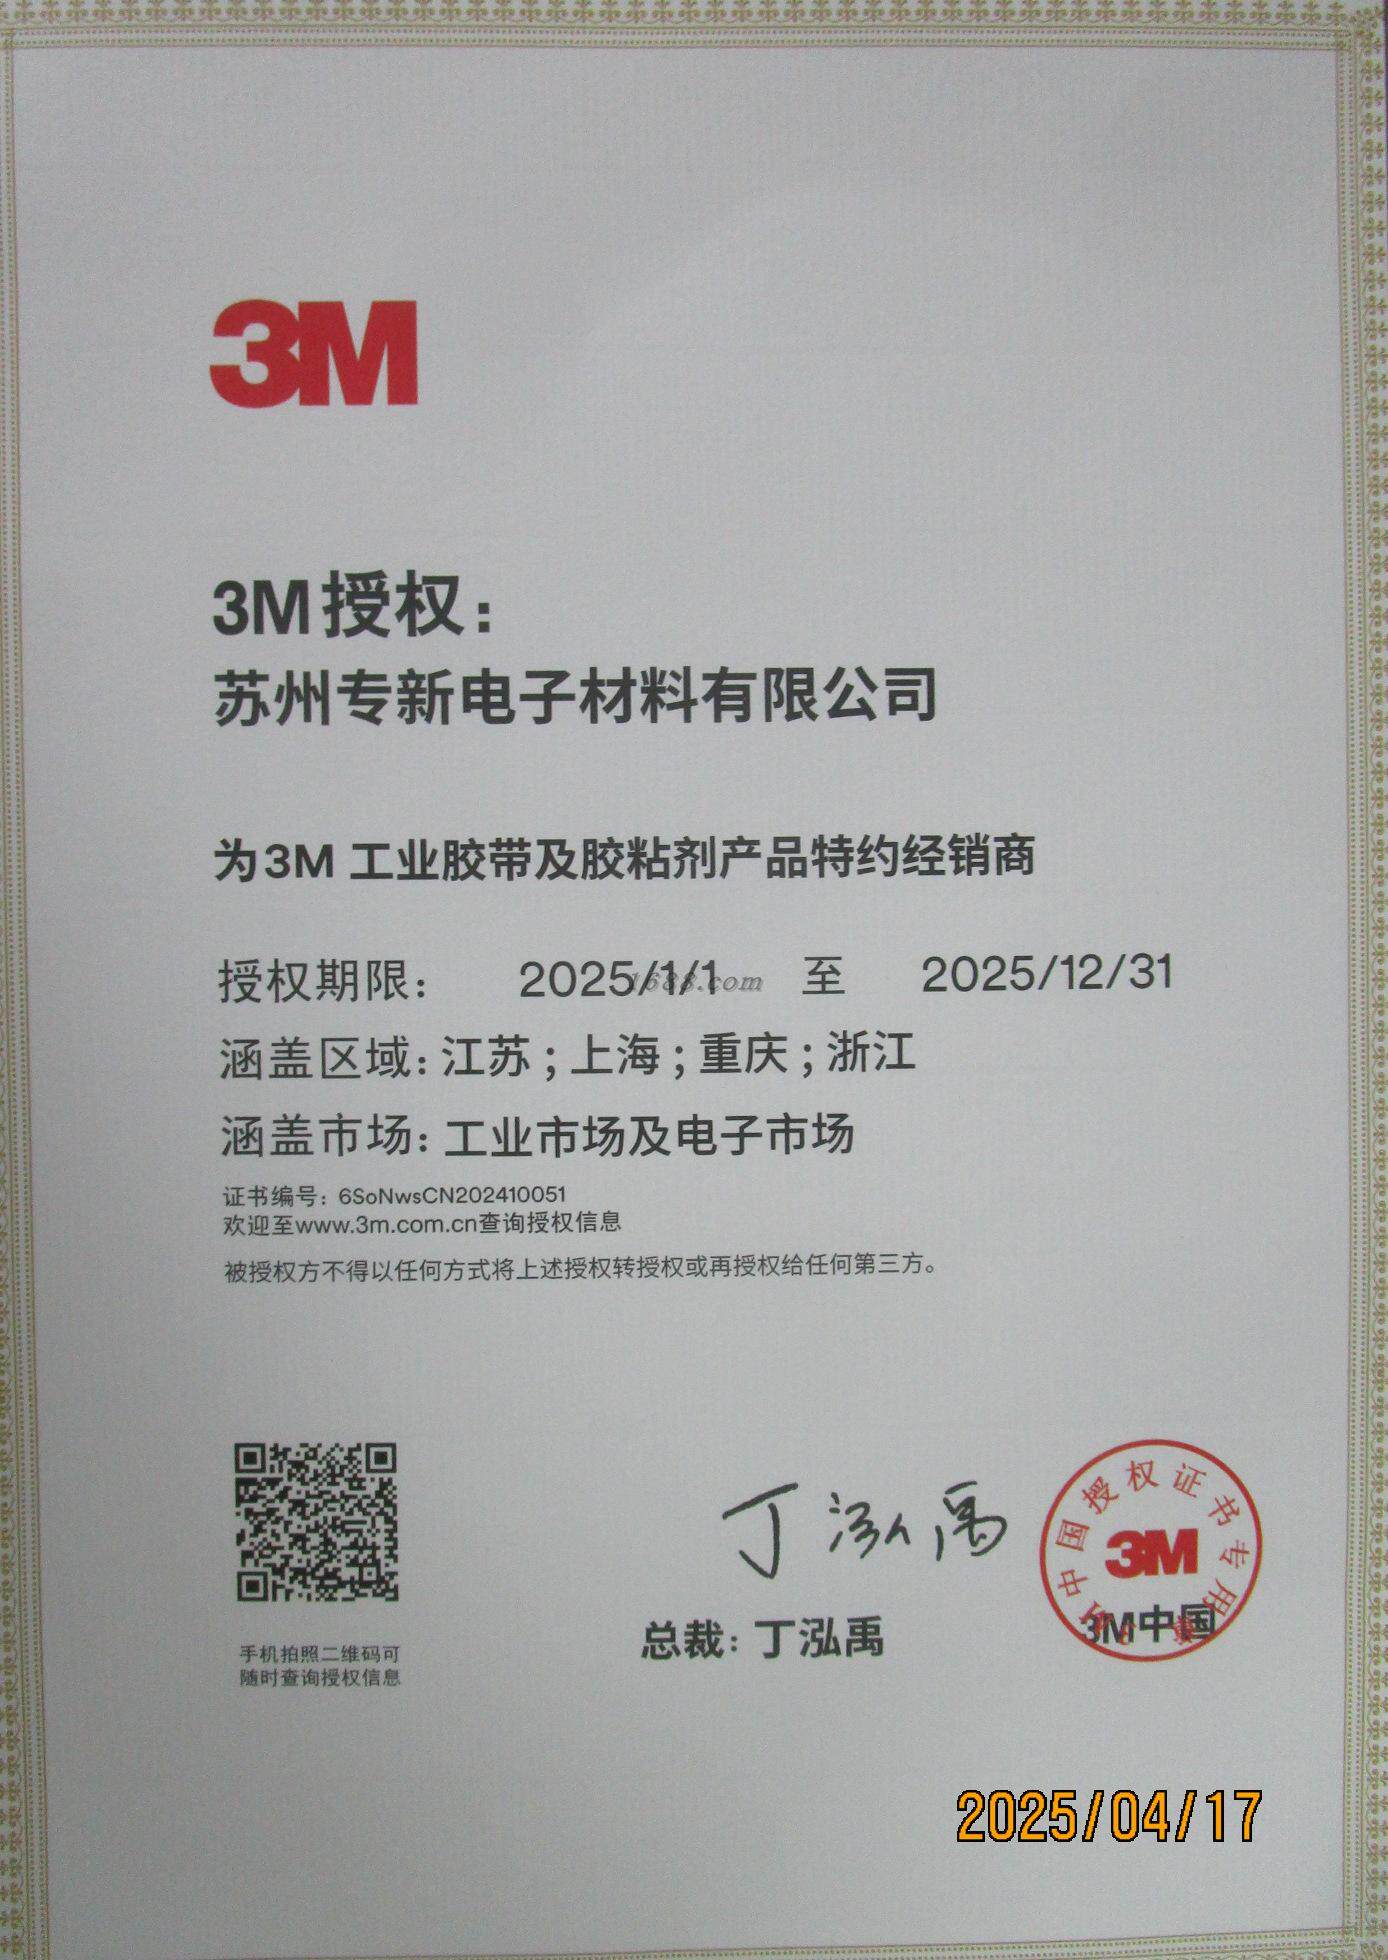 3M
3M授权：
苏州专新电子材料有限公司
为3M 工业胶带及胶粘剂产品特约经销商
授权期限： 2025/1/1 至 2025/12/31
1688.com
涵盖区域：江苏；上海；重庆；浙江
涵盖市场：工业市场及电子市场
证书编号：6SoNwsCN202410051
欢迎至www.3m.com.cn查询授权信息
被授权方不得以任何方式将上述授权转授权或再授权给任何第三方。
丁泓禹
中国授权证书专用章
3M
总裁：丁泓禹
3M中国
手机拍照二维码可
随时查询授权信息
2025/04/17